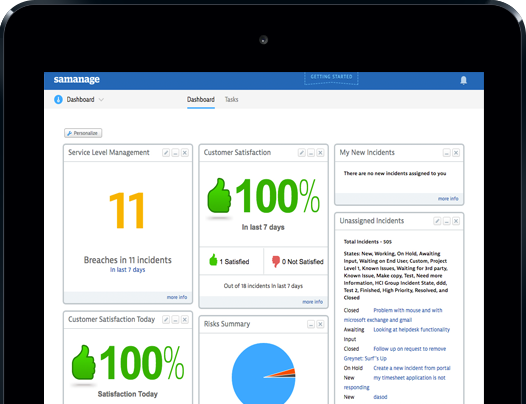 samanage
GETTING STARTED
Dashboard
Dashboard
Tasks
Personalize
Service Level Management
11
Breaches in 11 incidents
in last 7 days
more info
Customer Satisfaction
100%
In last 7 days
1 Satisfied
0 Not Satisfied
Out of 18 incidents in last 7 days
more info
My New Incidents
There are no new incidents assigned to you
more info
Unassigned Incidents
Total Incidents - 505
States: New, Working, On Hold, Awaiting
Input, Waiting on End User, Custom, Project
Level 1, Known Issues, Waiting for 3rd party,
Known Issue, Make copy, Test, Need more
Information, HCI Group Incident State, ddd,
Test 2, Finished, High Priority, Resolved, and
Closed
Closed Problem with mouse and with
microsoft exchange and gmail
Awaiting Looking at helpdesk functionality
Input
Closed Follow up on request to remove
Greynet: Surf's Up
On Hold Create a new incident from portal
New my timesheet application is not
responding
New dasod
Customer Satisfaction Today
100%
Satisfied Today
Risks Summary